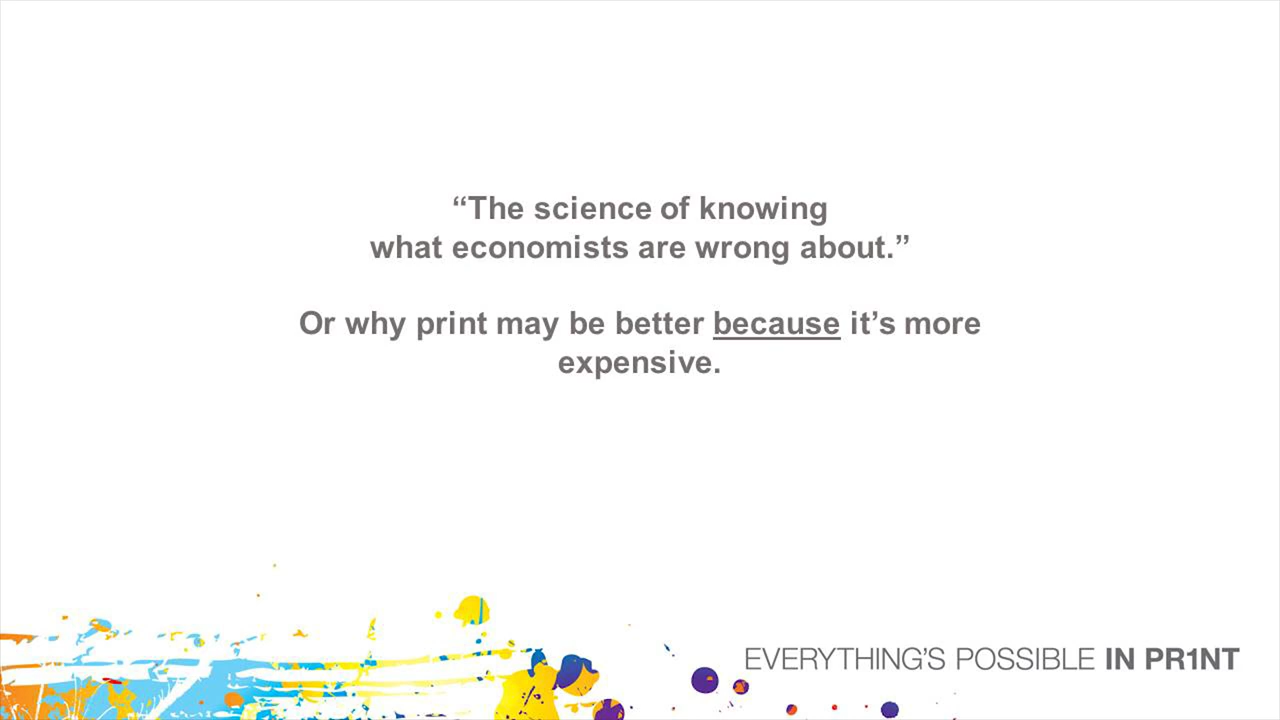 “The science of knowing
what economists are wrong about.”
Or why print may be better because it’s more
expensive.
EVERYTHING’S POSSIBLE IN PR1NT